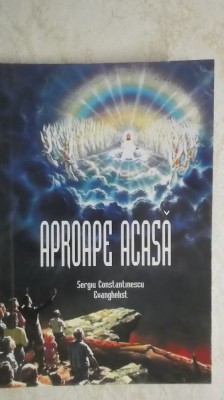 APROAPE ACASĂ
Sergiu Constantinescu
Evanghelist